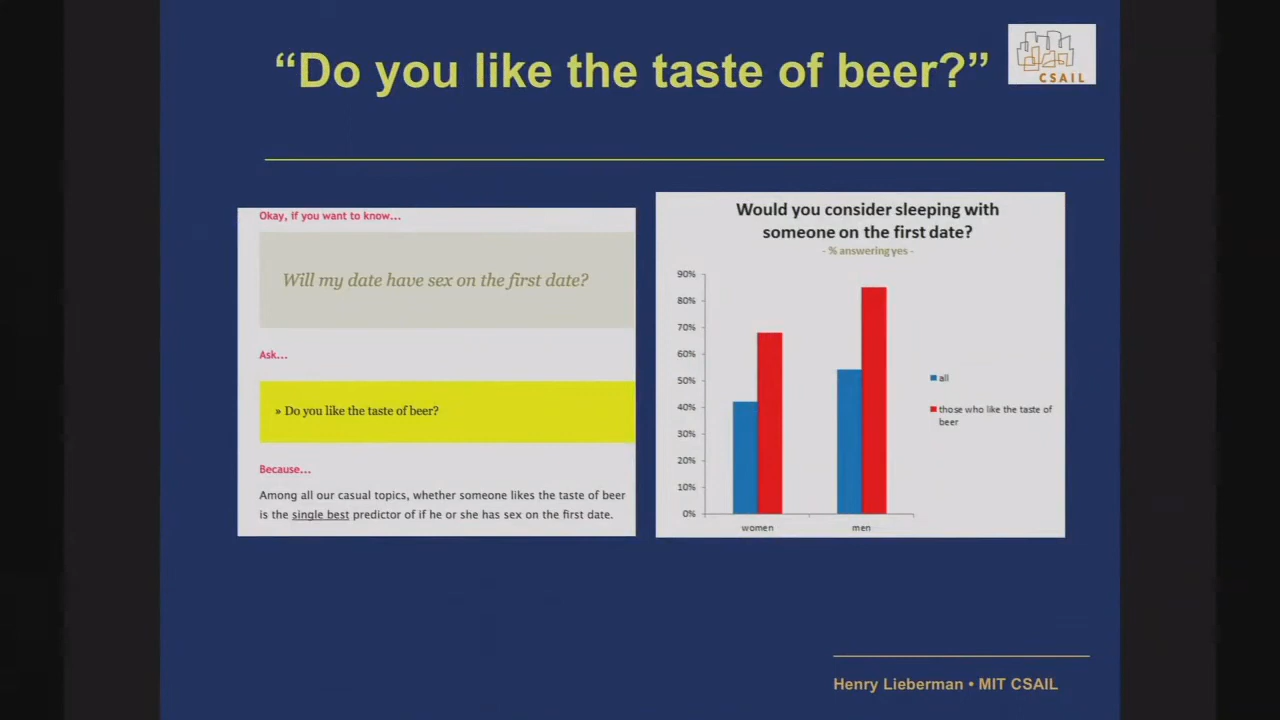 “Do you like the taste of beer?”
CSAIL
Okay, if you want to know...
Will my date have sex on the first date?
Ask...
» Do you like the taste of beer?
Because...
Among all our casual topics, whether someone likes the taste of beer
is the single best predictor of if he or she has sex on the first date.
Would you consider sleeping with
someone on the first date?
- % answering yes -
90%
80%
70%
60%
50%
40%
30%
20%
10%
0%
women
men
all
those who like the taste of
beer
Henry Lieberman • MIT CSAIL